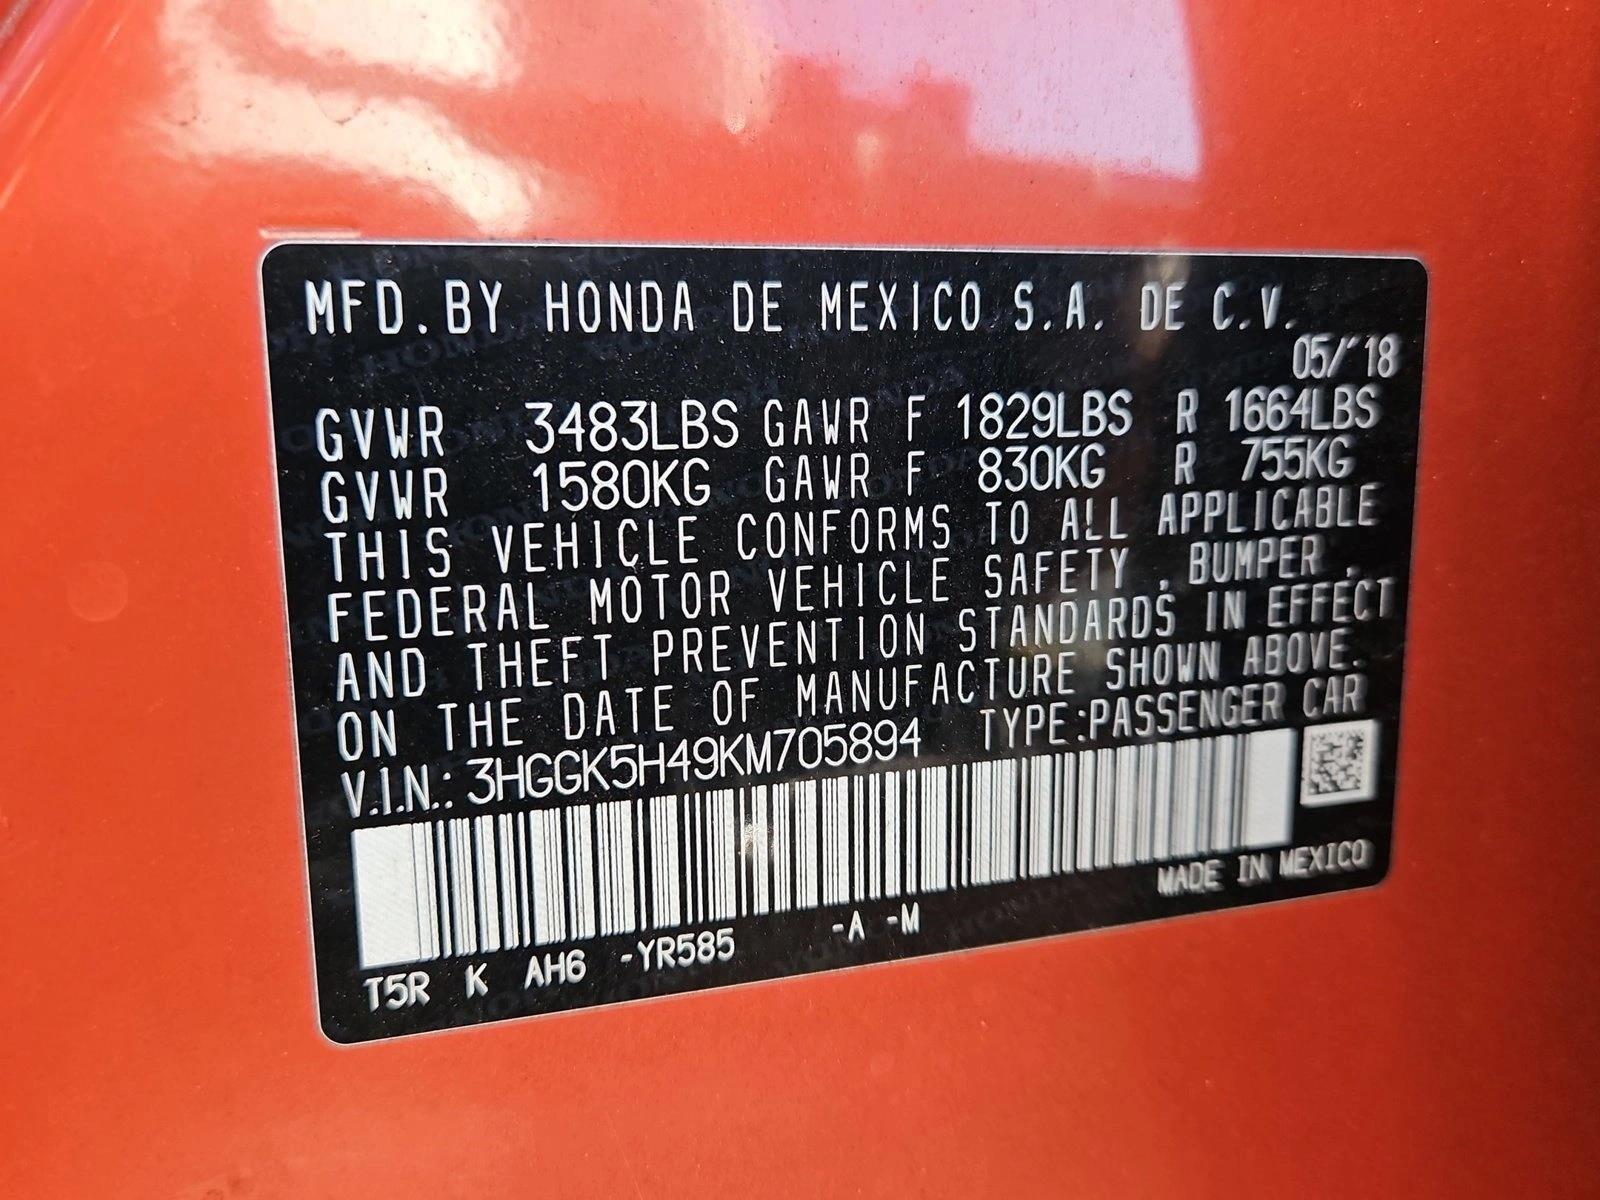 MFD. BY HONDA DE MEXICO S.A. DE C.V.
05/'18
GVWR 3483LBS GAWR F 1829LBS R 1664LBS
GVWR 1580KG GAWR F 830KG R 755KG
THIS VEHICLE CONFORMS TO ALL APPLICABLE
FEDERAL MOTOR VEHICLE SAFETY , BUMPER ,
AND THEFT PREVENTION STANDARDS IN EFFECT
ON THE DATE OF MANUFACTURE SHOWN ABOVE.
V.I.N.: 3HGGK5H49KM705894 TYPE:PASSENGER CAR
MADE IN MEXICO
T5R K AH6 -YR585 -A -M